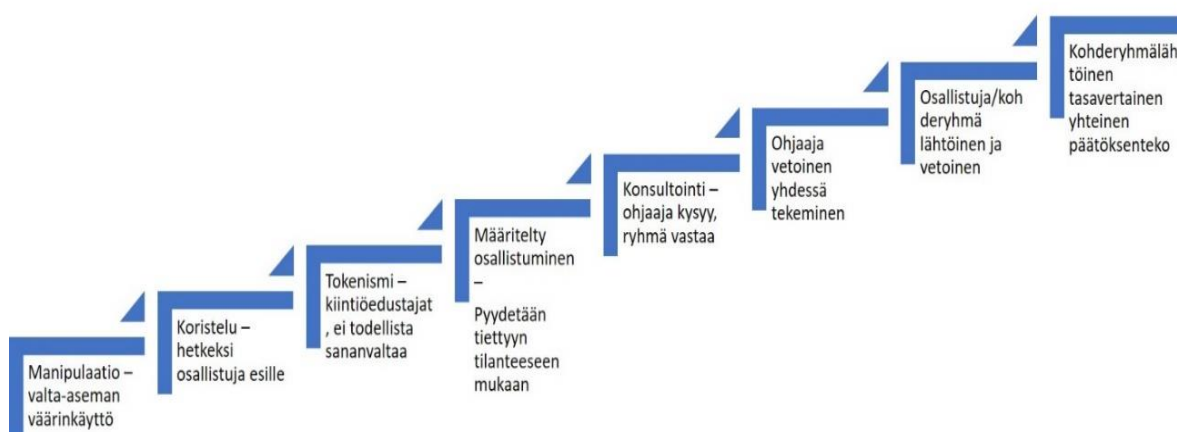 Manipulaatio –
valta-aseman
väärinkäyttö
Koristelu –
hetkeksi
osallistuja esille
Tokenismi –
kiintiöedustajat
, ei todellista
sananvaltaa
Määritelty
osallistuminen
–
Pyydetään
tiettyyn
tilanteeseen
mukaan
Konsultointi –
ohjaaja kysyy,
ryhmä vastaa
Ohjaaja
vetoinen
yhdessä
tekeminen
Osallistuja/koh
deryhmä
lähtöinen ja
vetoinen
Kohderyhmäläh
töinen
tasavertainen
yhteinen
päätöksenteko